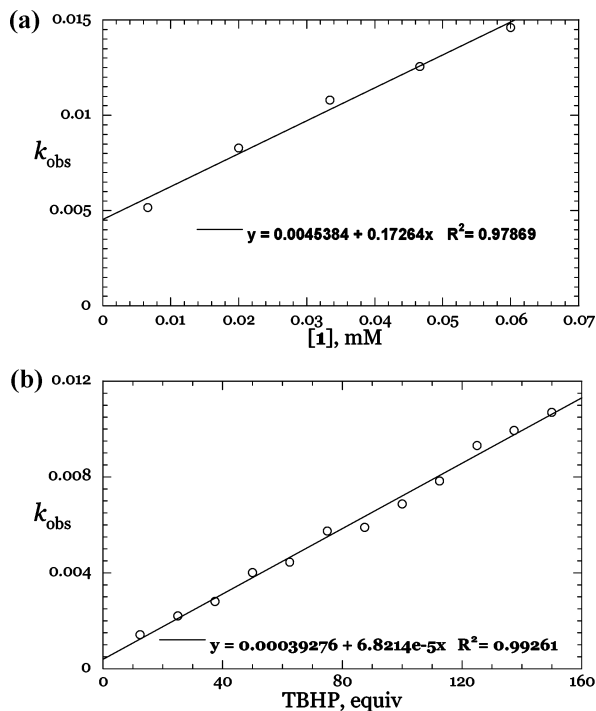 (a)
0.015
0.01
k obs
0.005
y = 0.0045384 + 0.17264x R²= 0.97869
0
0 0.01 0.02 0.03 0.04 0.05 0.06 0.07
[1], mM
(b)
0.012
0.008
k obs
0.004
y = 0.00039276 + 6.8214e-5x R²= 0.99261
0
0 40 80 120 160
TBHP, equiv